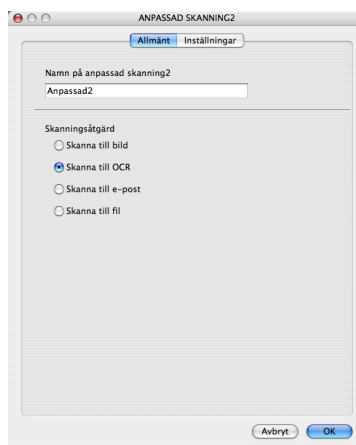 ANPASSAD SKANNING2
Allmänt Inställningar
Namn på anpassad skanning2
Anpassad2
Skanningsåtgärd
Skanna till bild
Skanna till OCR
Skanna till e-post
Skanna till fil
Avbryt OK